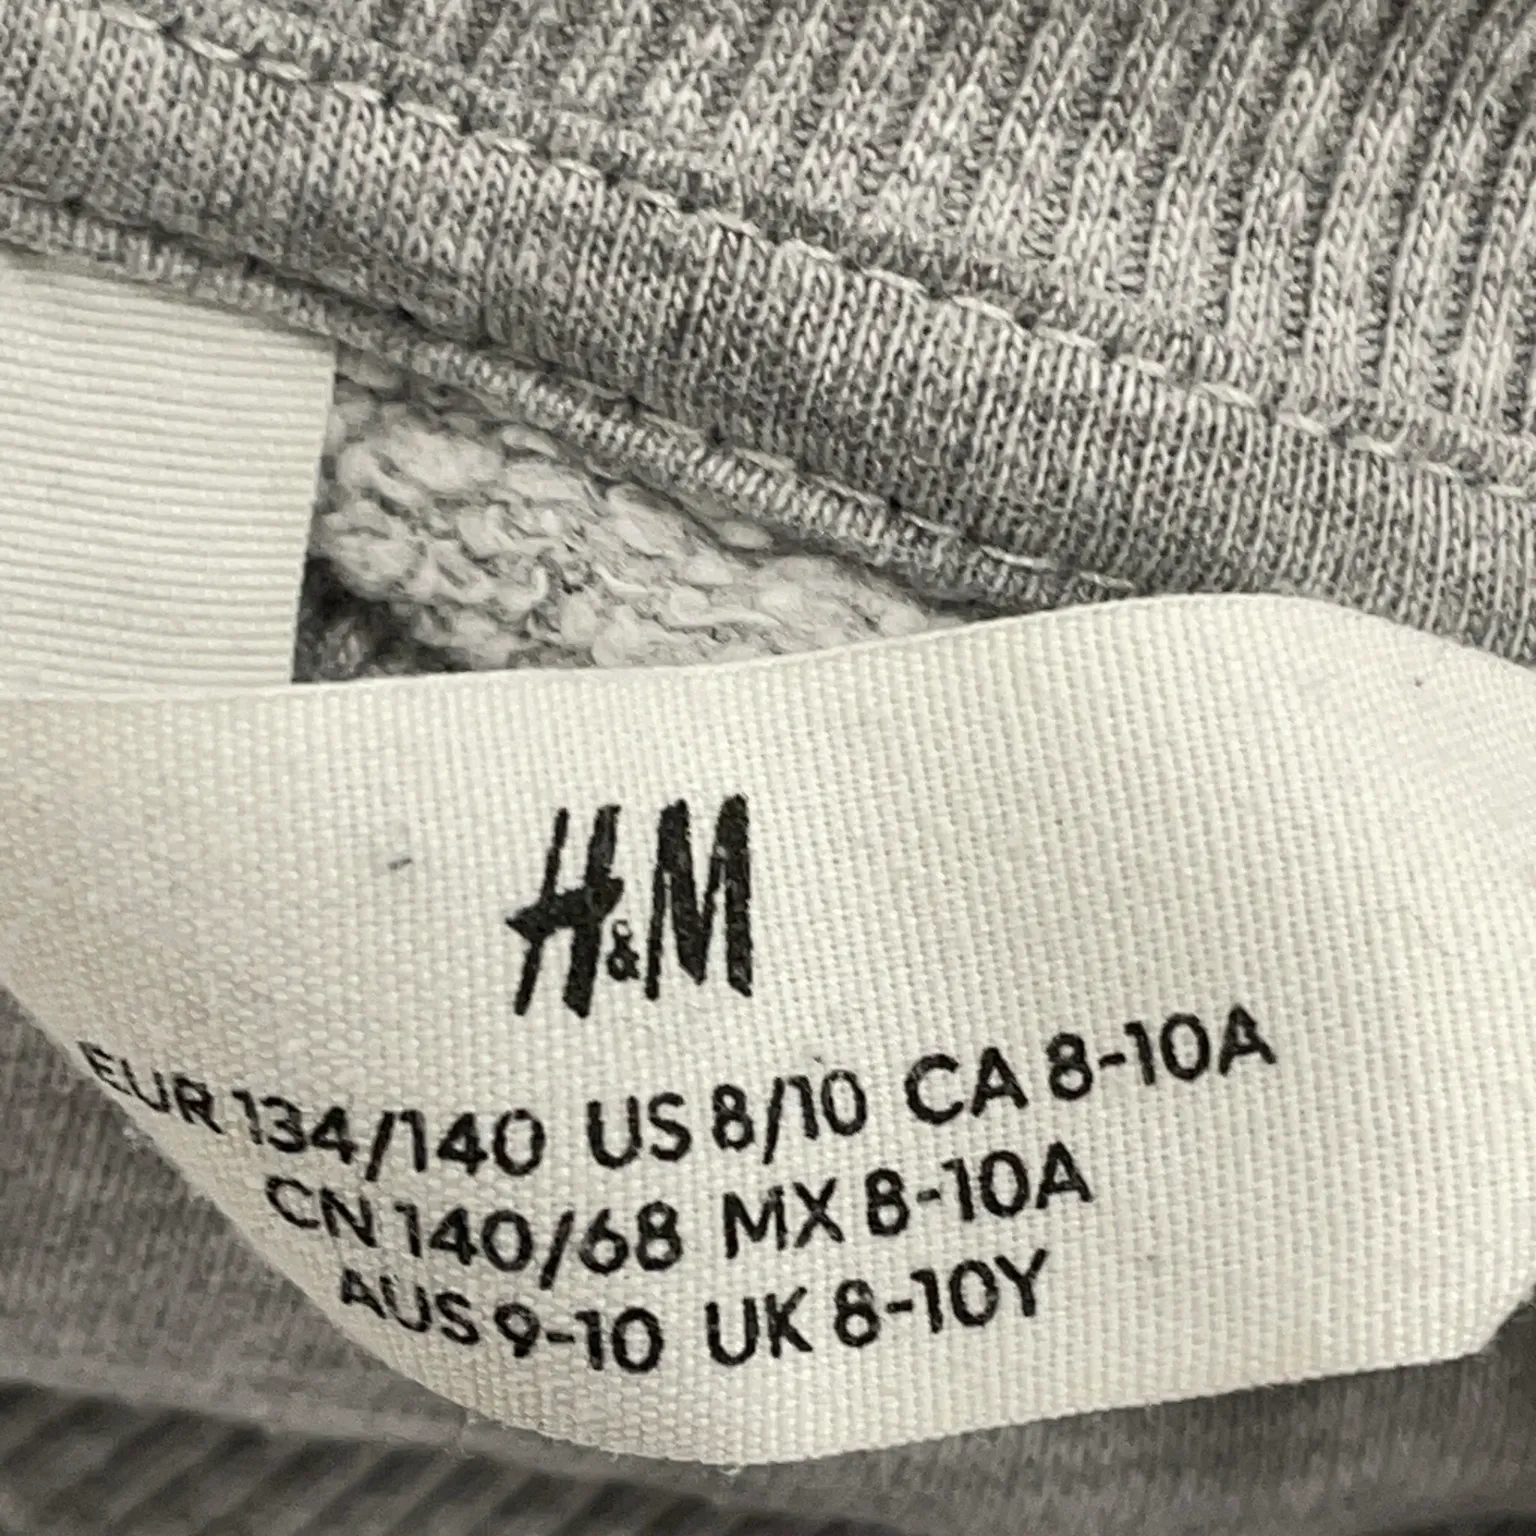 H&M
EUR 134/140 US 8/10 CA 8-10A
CN 140/68 MX 8-10A
AUS 9-10 UK 8-10Y